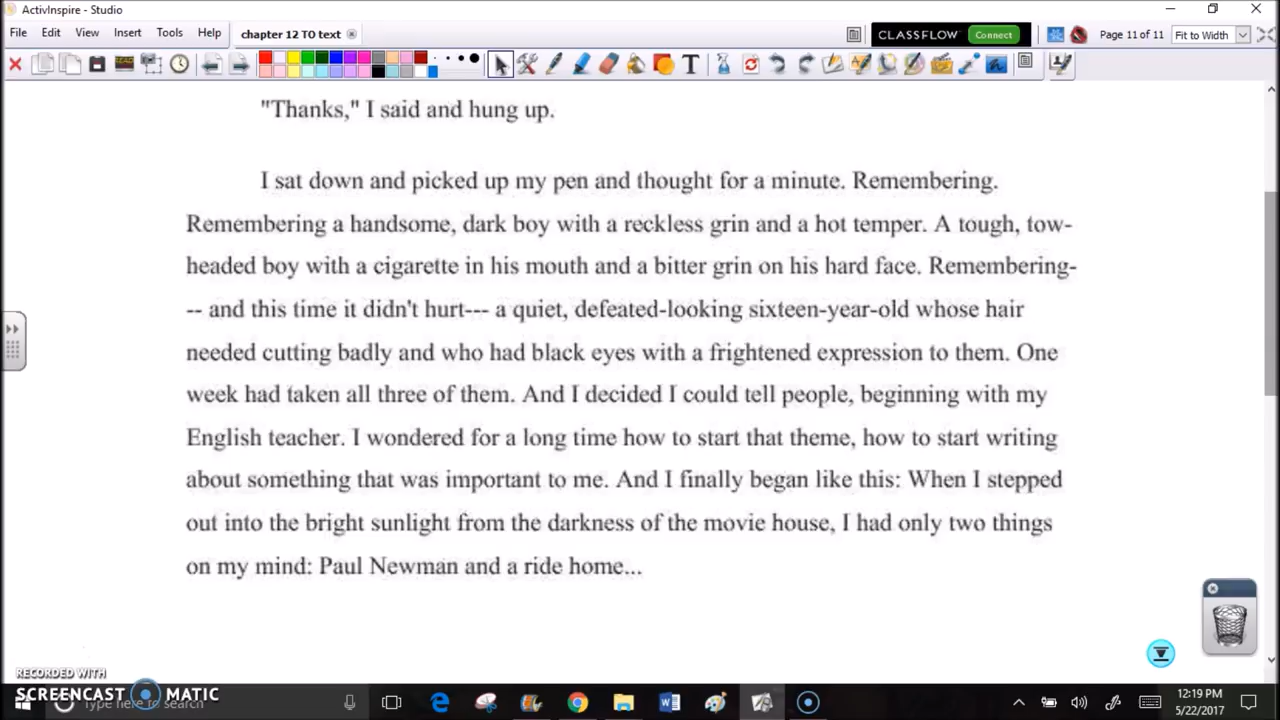 ActivInspire - Studio
File Edit View Insert Tools Help
chapter 12 TO text
CLASSFLOW Connect
Page 11 of 11
Fit to Width
"Thanks," I said and hung up.
I sat down and picked up my pen and thought for a minute. Remembering.
Remembering a handsome, dark boy with a reckless grin and a hot temper. A tough, tow-
headed boy with a cigarette in his mouth and a bitter grin on his hard face. Remembering-
-- and this time it didn't hurt--- a quiet, defeated-looking sixteen-year-old whose hair
needed cutting badly and who had black eyes with a frightened expression to them. One
week had taken all three of them. And I decided I could tell people, beginning with my
English teacher. I wondered for a long time how to start that theme, how to start writing
about something that was important to me. And I finally began like this: When I stepped
out into the bright sunlight from the darkness of the movie house, I had only two things
on my mind: Paul Newman and a ride home...
RECORDED WITH
SCREENCAST MATIC
Type here to search
12:19 PM
5/22/2017